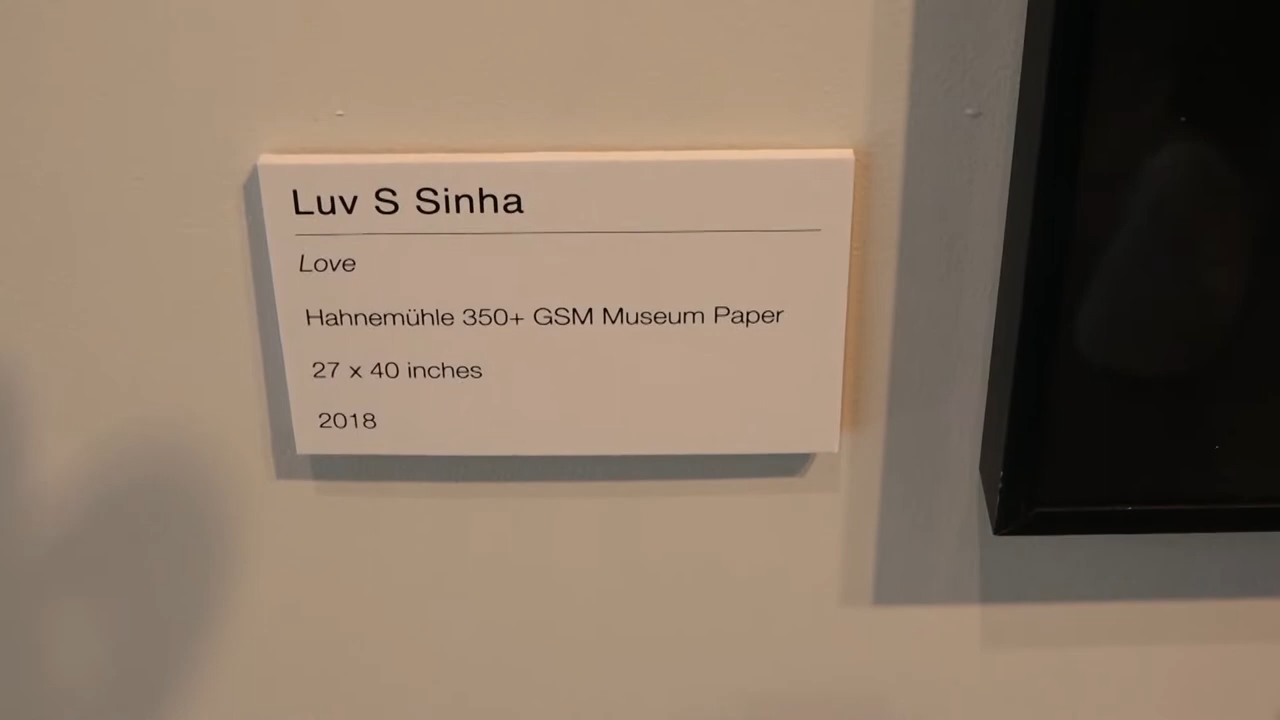 Luv S Sinha
Love
Hahnemühle 350+ GSM Museum Paper
27 x 40 inches
2018